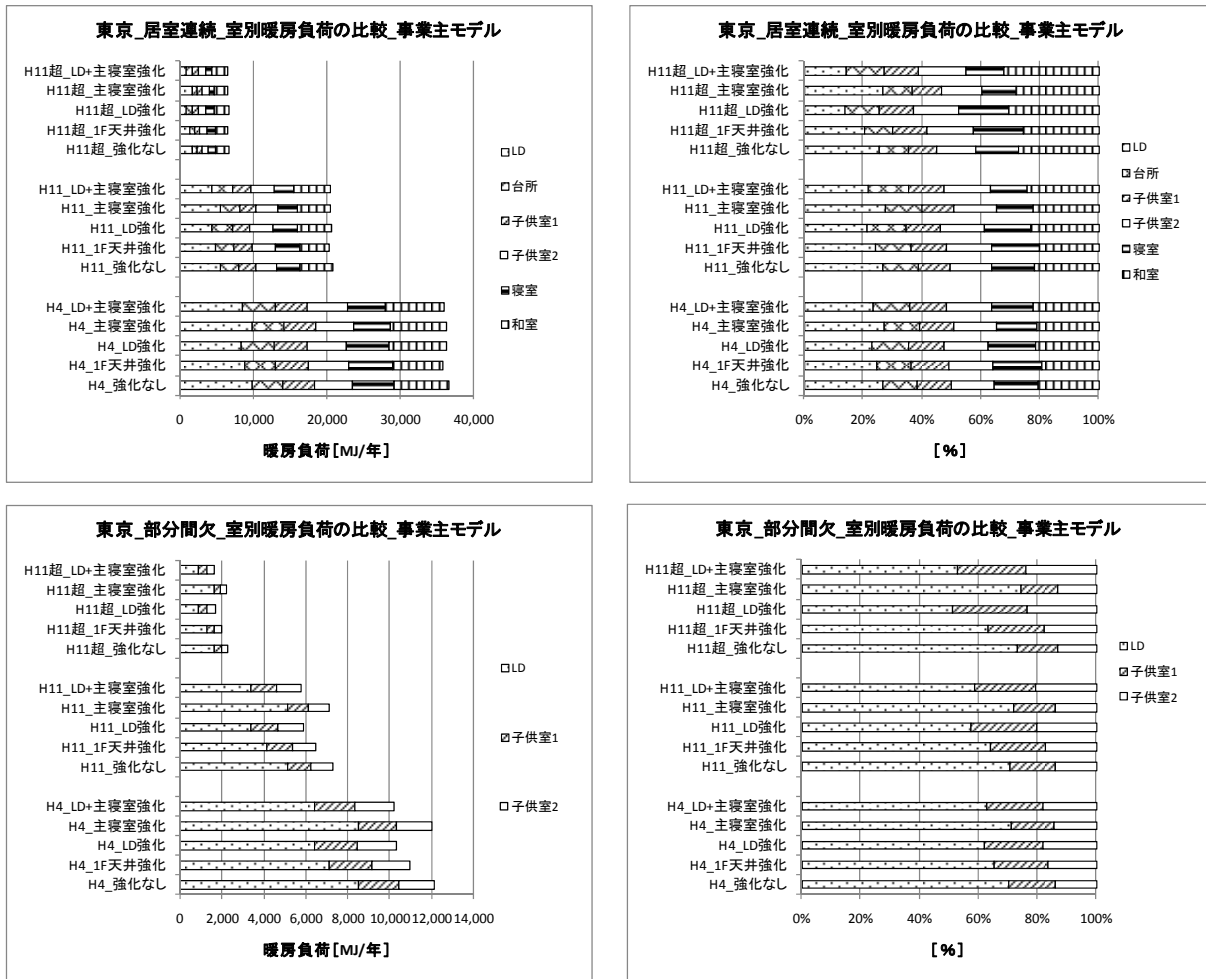 東京_居室連続_室別暖房負荷の比較_事業主モデル
H11超_LD+主寝室強化
H11超_主寝室強化
H11超_LD強化
H11超_1F天井強化
H11超_強化なし
H11_LD+主寝室強化
H11_主寝室強化
H11_LD強化
H11_1F天井強化
H11_強化なし
H4_LD+主寝室強化
H4_主寝室強化
H4_LD強化
H4_1F天井強化
H4_強化なし
0 10,000 20,000 30,000 40,000
暖房負荷[MJ/年]
LD
台所
子供室1
子供室2
寝室
和室
東京_居室連続_室別暖房負荷の比較_事業主モデル
H11超_LD+主寝室強化
H11超_主寝室強化
H11超_LD強化
H11超_1F天井強化
H11超_強化なし
H11_LD+主寝室強化
H11_主寝室強化
H11_LD強化
H11_1F天井強化
H11_強化なし
H4_LD+主寝室強化
H4_主寝室強化
H4_LD強化
H4_1F天井強化
H4_強化なし
0% 20% 40% 60% 80% 100%
[%]
LD
台所
子供室1
子供室2
寝室
和室
東京_部分間欠_室別暖房負荷の比較_事業主モデル
H11超_LD+主寝室強化
H11超_主寝室強化
H11超_LD強化
H11超_1F天井強化
H11超_強化なし
H11_LD+主寝室強化
H11_主寝室強化
H11_LD強化
H11_1F天井強化
H11_強化なし
H4_LD+主寝室強化
H4_主寝室強化
H4_LD強化
H4_1F天井強化
H4_強化なし
0 2,000 4,000 6,000 8,000 10,000 12,000 14,000
暖房負荷[MJ/年]
LD
子供室1
子供室2
東京_部分間欠_室別暖房負荷の比較_事業主モデル
H11超_LD+主寝室強化
H11超_主寝室強化
H11超_LD強化
H11超_1F天井強化
H11超_強化なし
H11_LD+主寝室強化
H11_主寝室強化
H11_LD強化
H11_1F天井強化
H11_強化なし
H4_LD+主寝室強化
H4_主寝室強化
H4_LD強化
H4_1F天井強化
H4_強化なし
0% 20% 40% 60% 80% 100%
[%]
LD
子供室1
子供室2